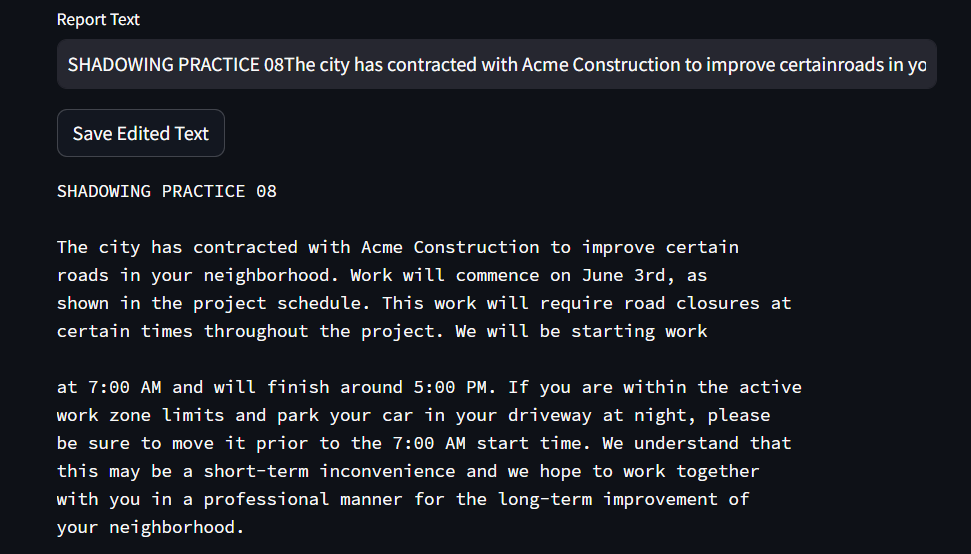 Report Text
SHADOWING PRACTICE 08The city has contracted with Acme Construction to improve certainroads in yo
Save Edited Text
SHADOWING PRACTICE 08
The city has contracted with Acme Construction to improve certain
roads in your neighborhood. Work will commence on June 3rd, as
shown in the project schedule. This work will require road closures at
certain times throughout the project. We will be starting work
at 7:00 AM and will finish around 5:00 PM. If you are within the active
work zone limits and park your car in your driveway at night, please
be sure to move it prior to the 7:00 AM start time. We understand that
this may be a short-term inconvenience and we hope to work together
with you in a professional manner for the long-term improvement of
your neighborhood.